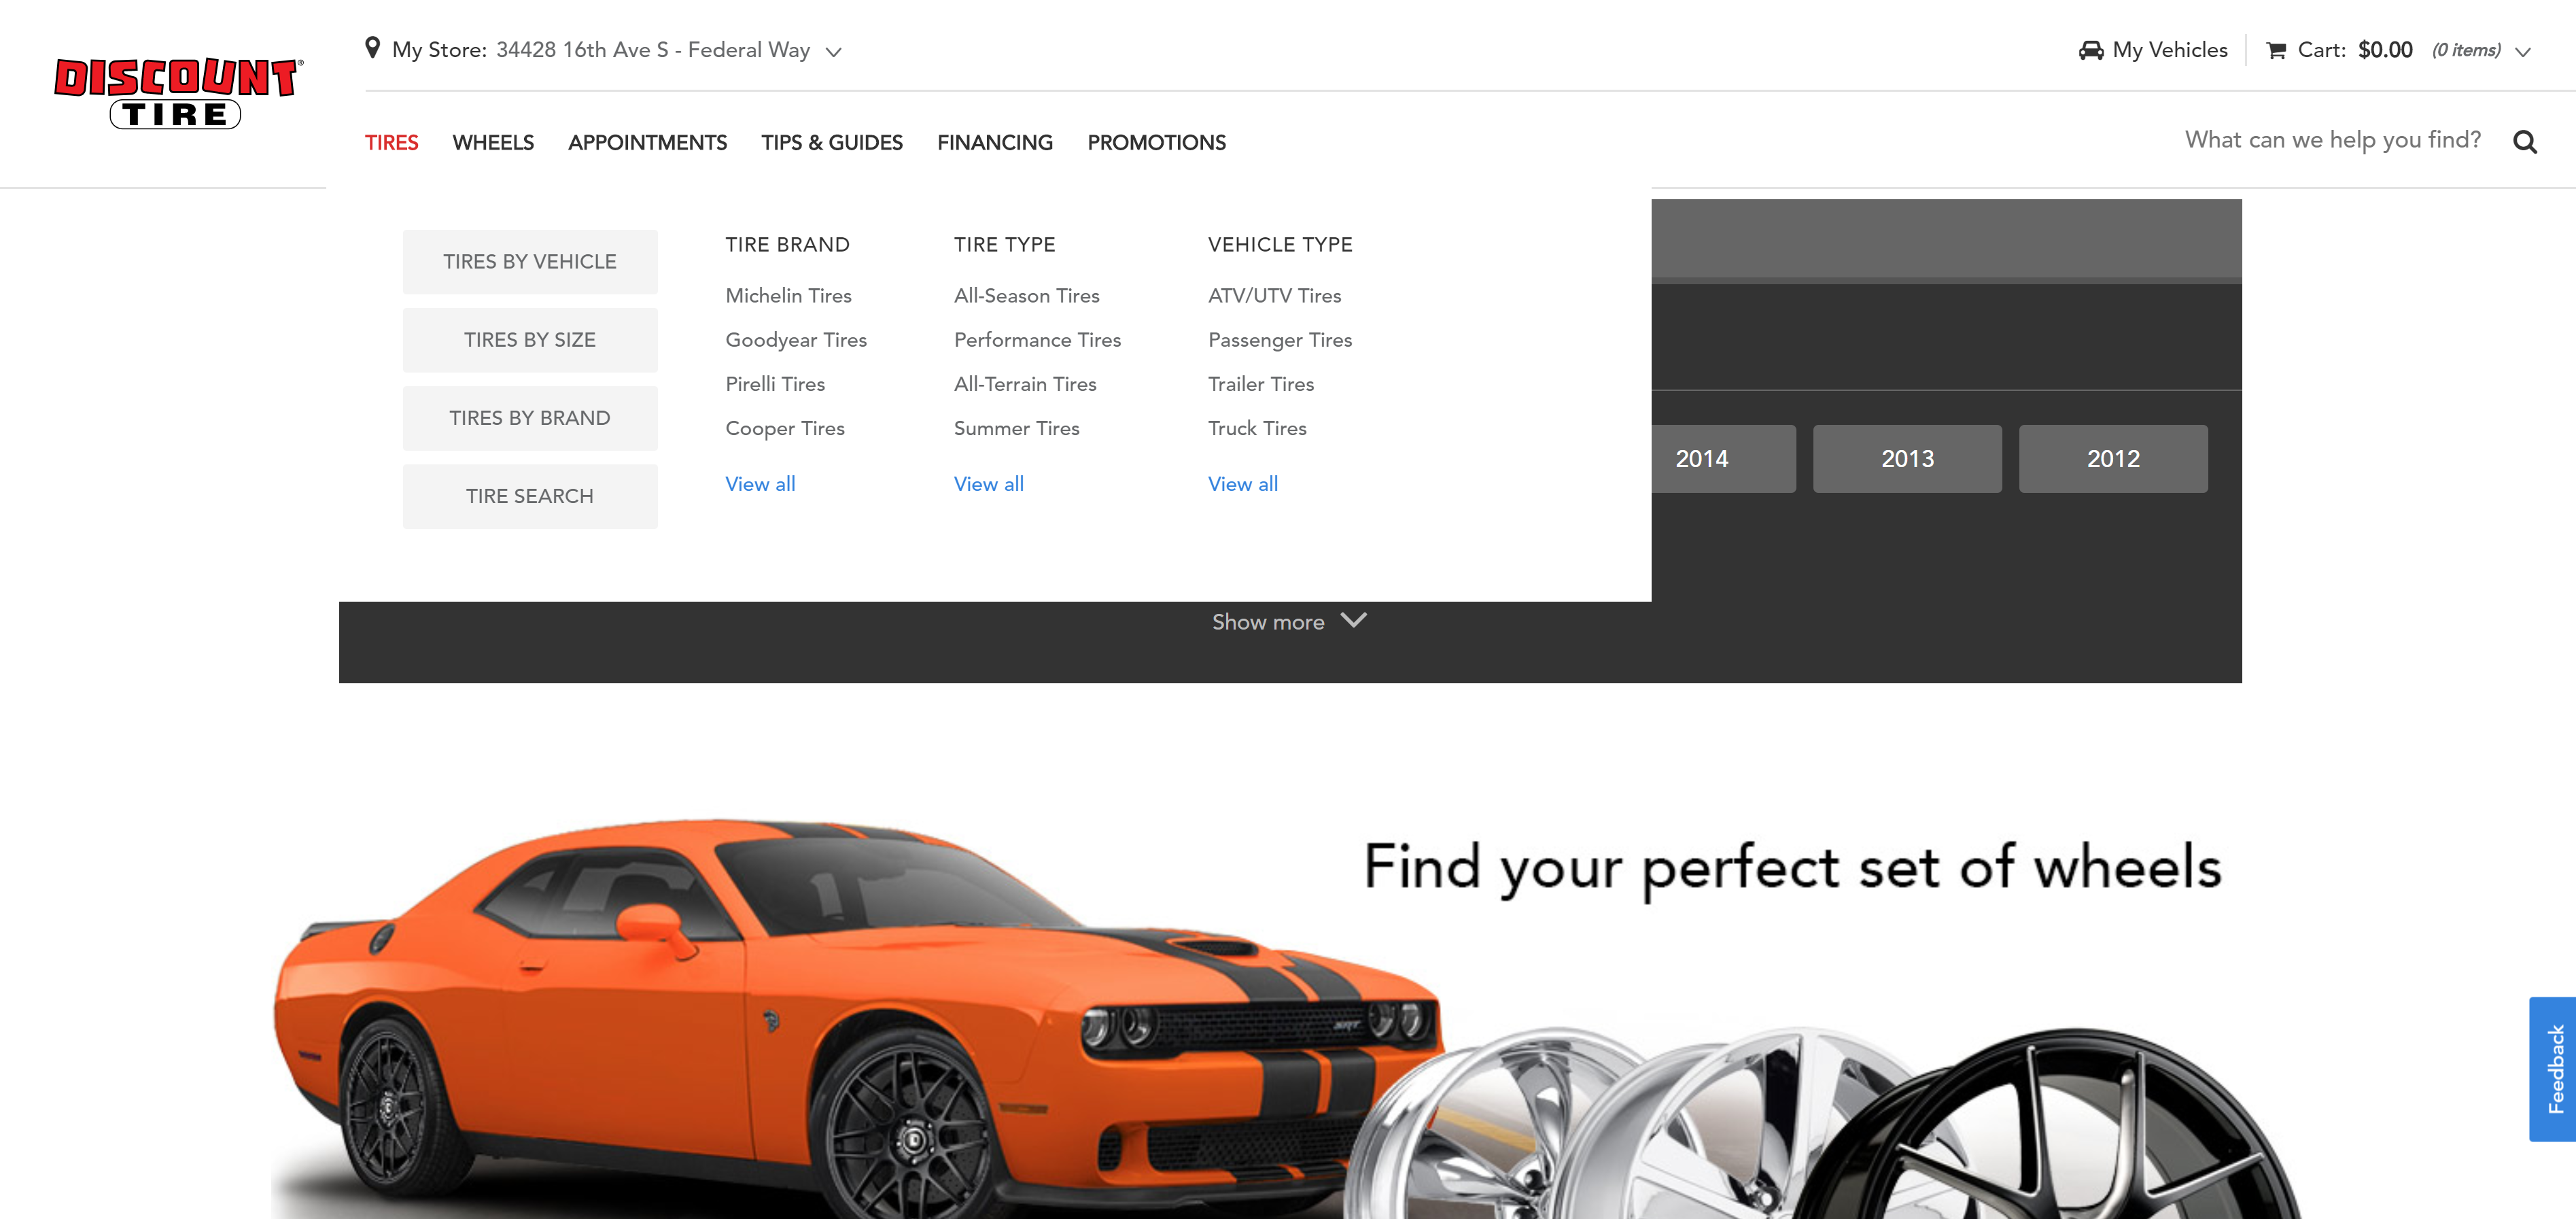 DISCOUNT®
TIRE
My Store: 34428 16th Ave S - Federal Way
My Vehicles
Cart: $0.00 (0 items)
TIRES WHEELS APPOINTMENTS TIPS & GUIDES FINANCING PROMOTIONS
What can we help you find?
TIRES BY VEHICLE
TIRES BY SIZE
TIRES BY BRAND
TIRE SEARCH
TIRE BRAND
Michelin Tires
Goodyear Tires
Pirelli Tires
Cooper Tires
View all
TIRE TYPE
All-Season Tires
Performance Tires
All-Terrain Tires
Summer Tires
View all
VEHICLE TYPE
ATV/UTV Tires
Passenger Tires
Trailer Tires
Truck Tires
View all
2014 2013 2012
Show more
Find your perfect set of wheels
SRT
Feedback